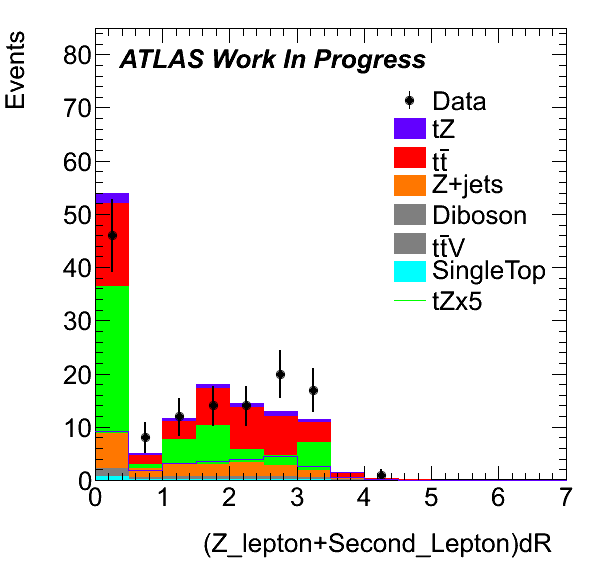 Events
80
70
60
50
40
30
20
10
0
ATLAS Work In Progress
Data
tZ
tt̄
Z+jets
Diboson
tt̄V
SingleTop
tZx5
0 1 2 3 4 5 6 7
(Z_lepton+Second_Lepton)dR